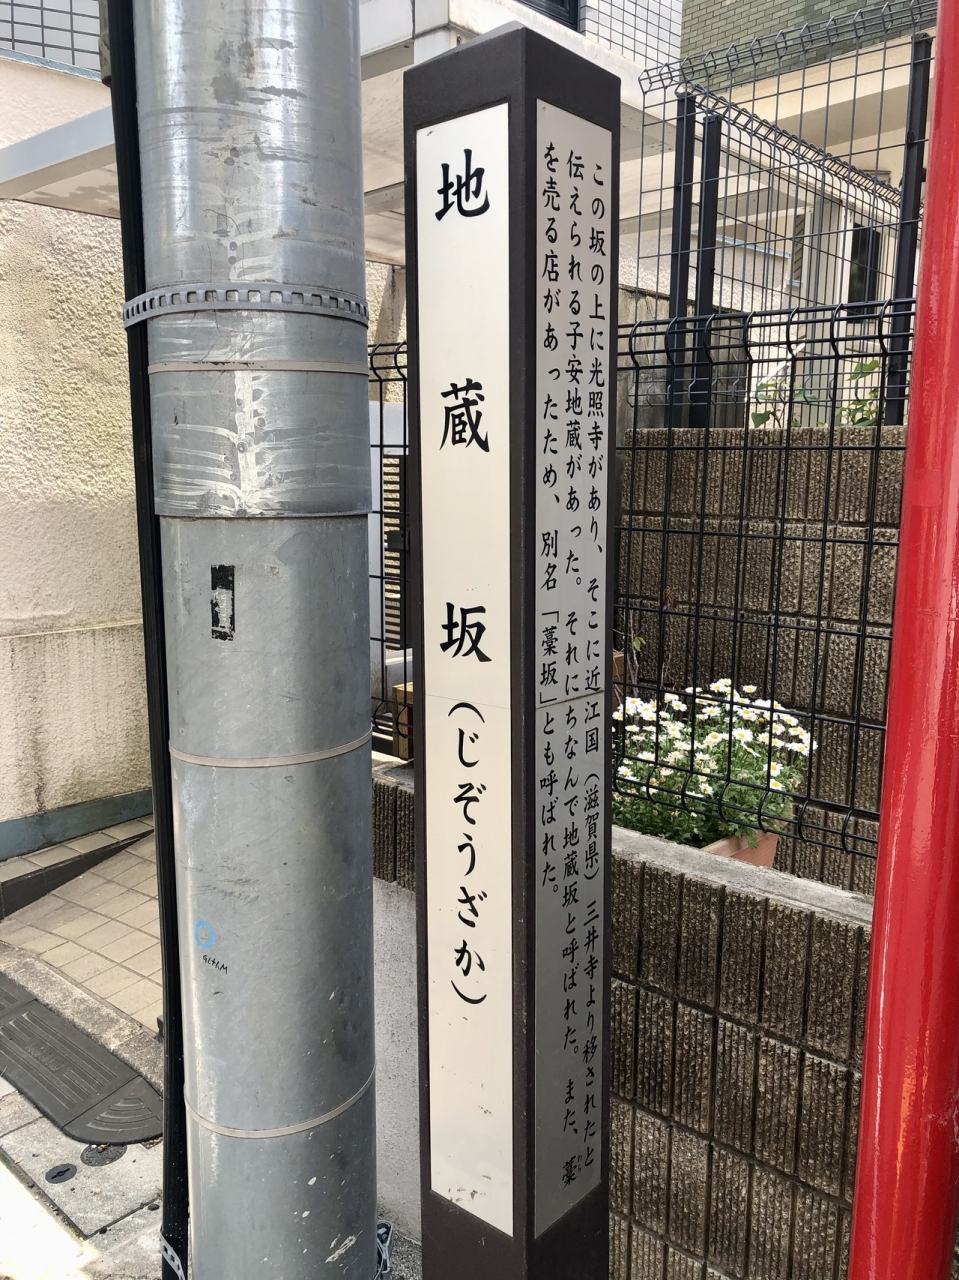 地蔵坂(じぞうざか)
この坂の上に光照寺があり、そこに近江国(滋賀県)三井寺より移されたと
伝えられる子安地蔵があった。それにちなんで地蔵坂と呼ばれた。また、藁
わら
を売る店があったため、別名「藁坂」とも呼ばれた。